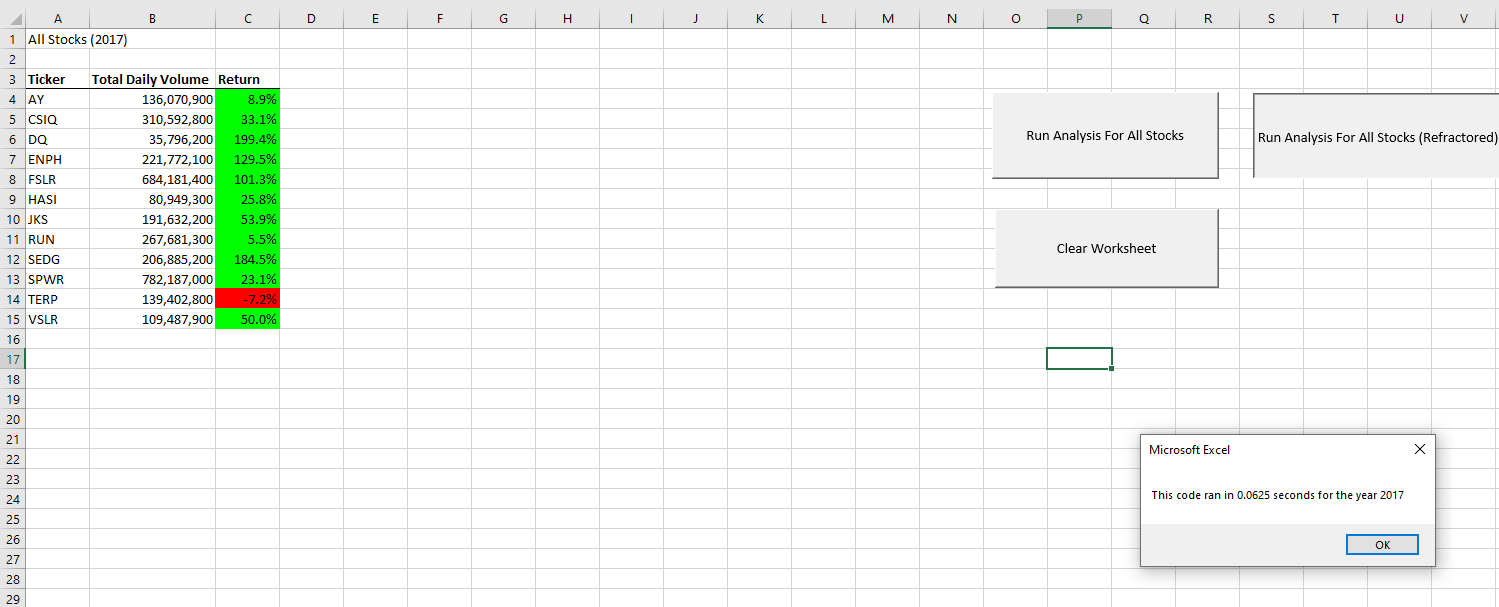 A B C D E F G H I J K L M N O P Q R S T U V
1 All Stocks (2017)
2
3 Ticker Total Daily Volume Return
4 AY 136,070,900 8.9%
5 CSIQ 310,592,800 33.1%
6 DQ 35,796,200 199.4%
7 ENPH 221,772,100 129.5%
8 FSLR 684,181,400 101.3%
9 HASI 80,949,300 25.8%
10 JKS 191,632,200 53.9%
11 RUN 267,681,300 5.5%
12 SEDG 206,885,200 184.5%
13 SPWR 782,187,000 23.1%
14 TERP 139,402,800 -7.2%
15 VSLR 109,487,900 50.0%
16
17
18
19
20
21
22
23
24
25
26
27
28
29
Run Analysis For All Stocks
Run Analysis For All Stocks (Refractored)
Clear Worksheet
Microsoft Excel
This code ran in 0.0625 seconds for the year 2017
OK